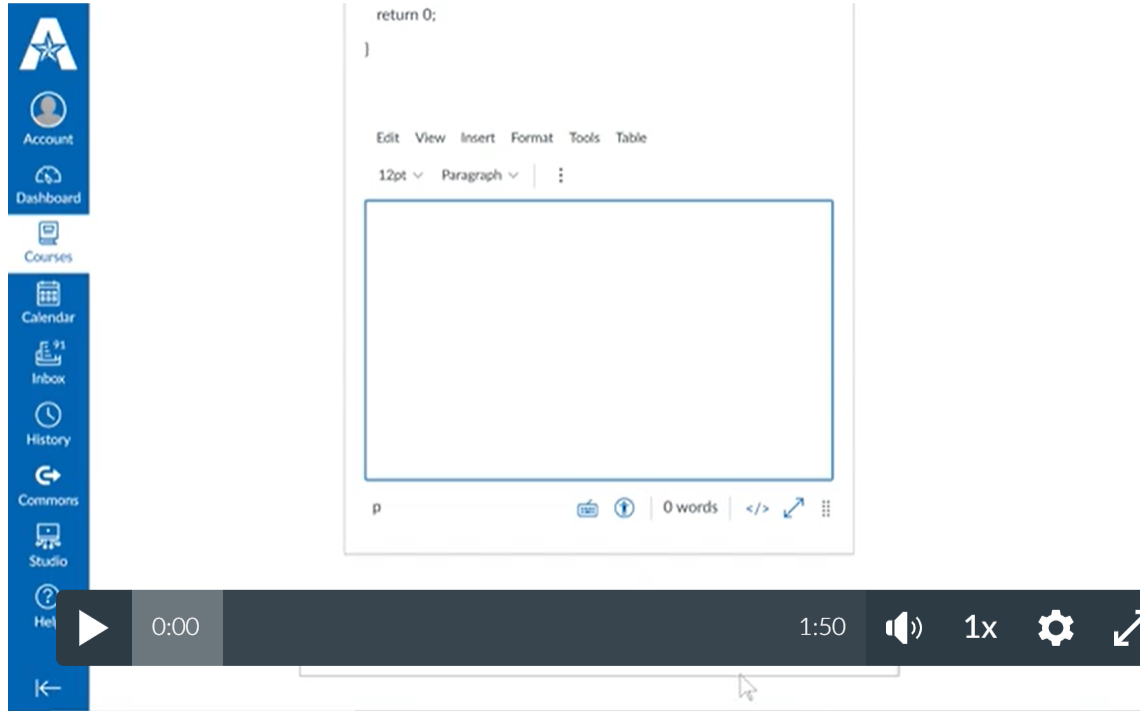 return 0;
}
Edit View Insert Format Tools Table
12pt Paragraph
p
0 words </>
Account
Dashboard
Courses
Calendar
91
Inbox
History
Commons
Studio
Hel
0:00
1:50
1x